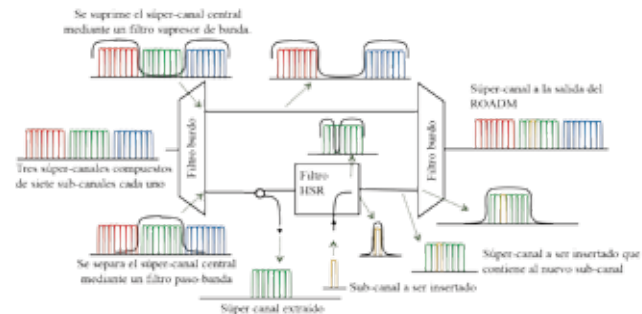 Se suprime el súper-canal central
mediante un filtro supresor de banda.
Súper-canal a la salida del
ROADM
Filtro burdo
Filtro burdo
Tres súper-canales compuestos
de siete sub-canales cada uno
Filtro
HSR
Se separa el súper-canal central
mediante un filtro paso-banda
Súper canal extraído
Sub-canal a ser insertado
Súper-canal a ser insertado que
contiene al nuevo sub-canal